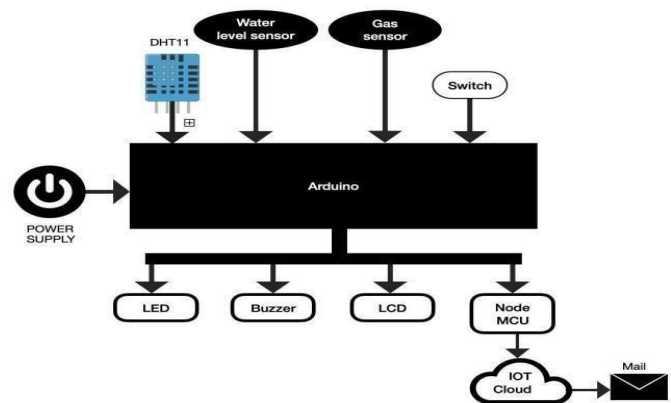 Water
level sensor
Gas
sensor
DHT11
Switch
Arduino
POWER
SUPPLY
LED
Buzzer
LCD
Node
MCU
IOT
Cloud
Mail